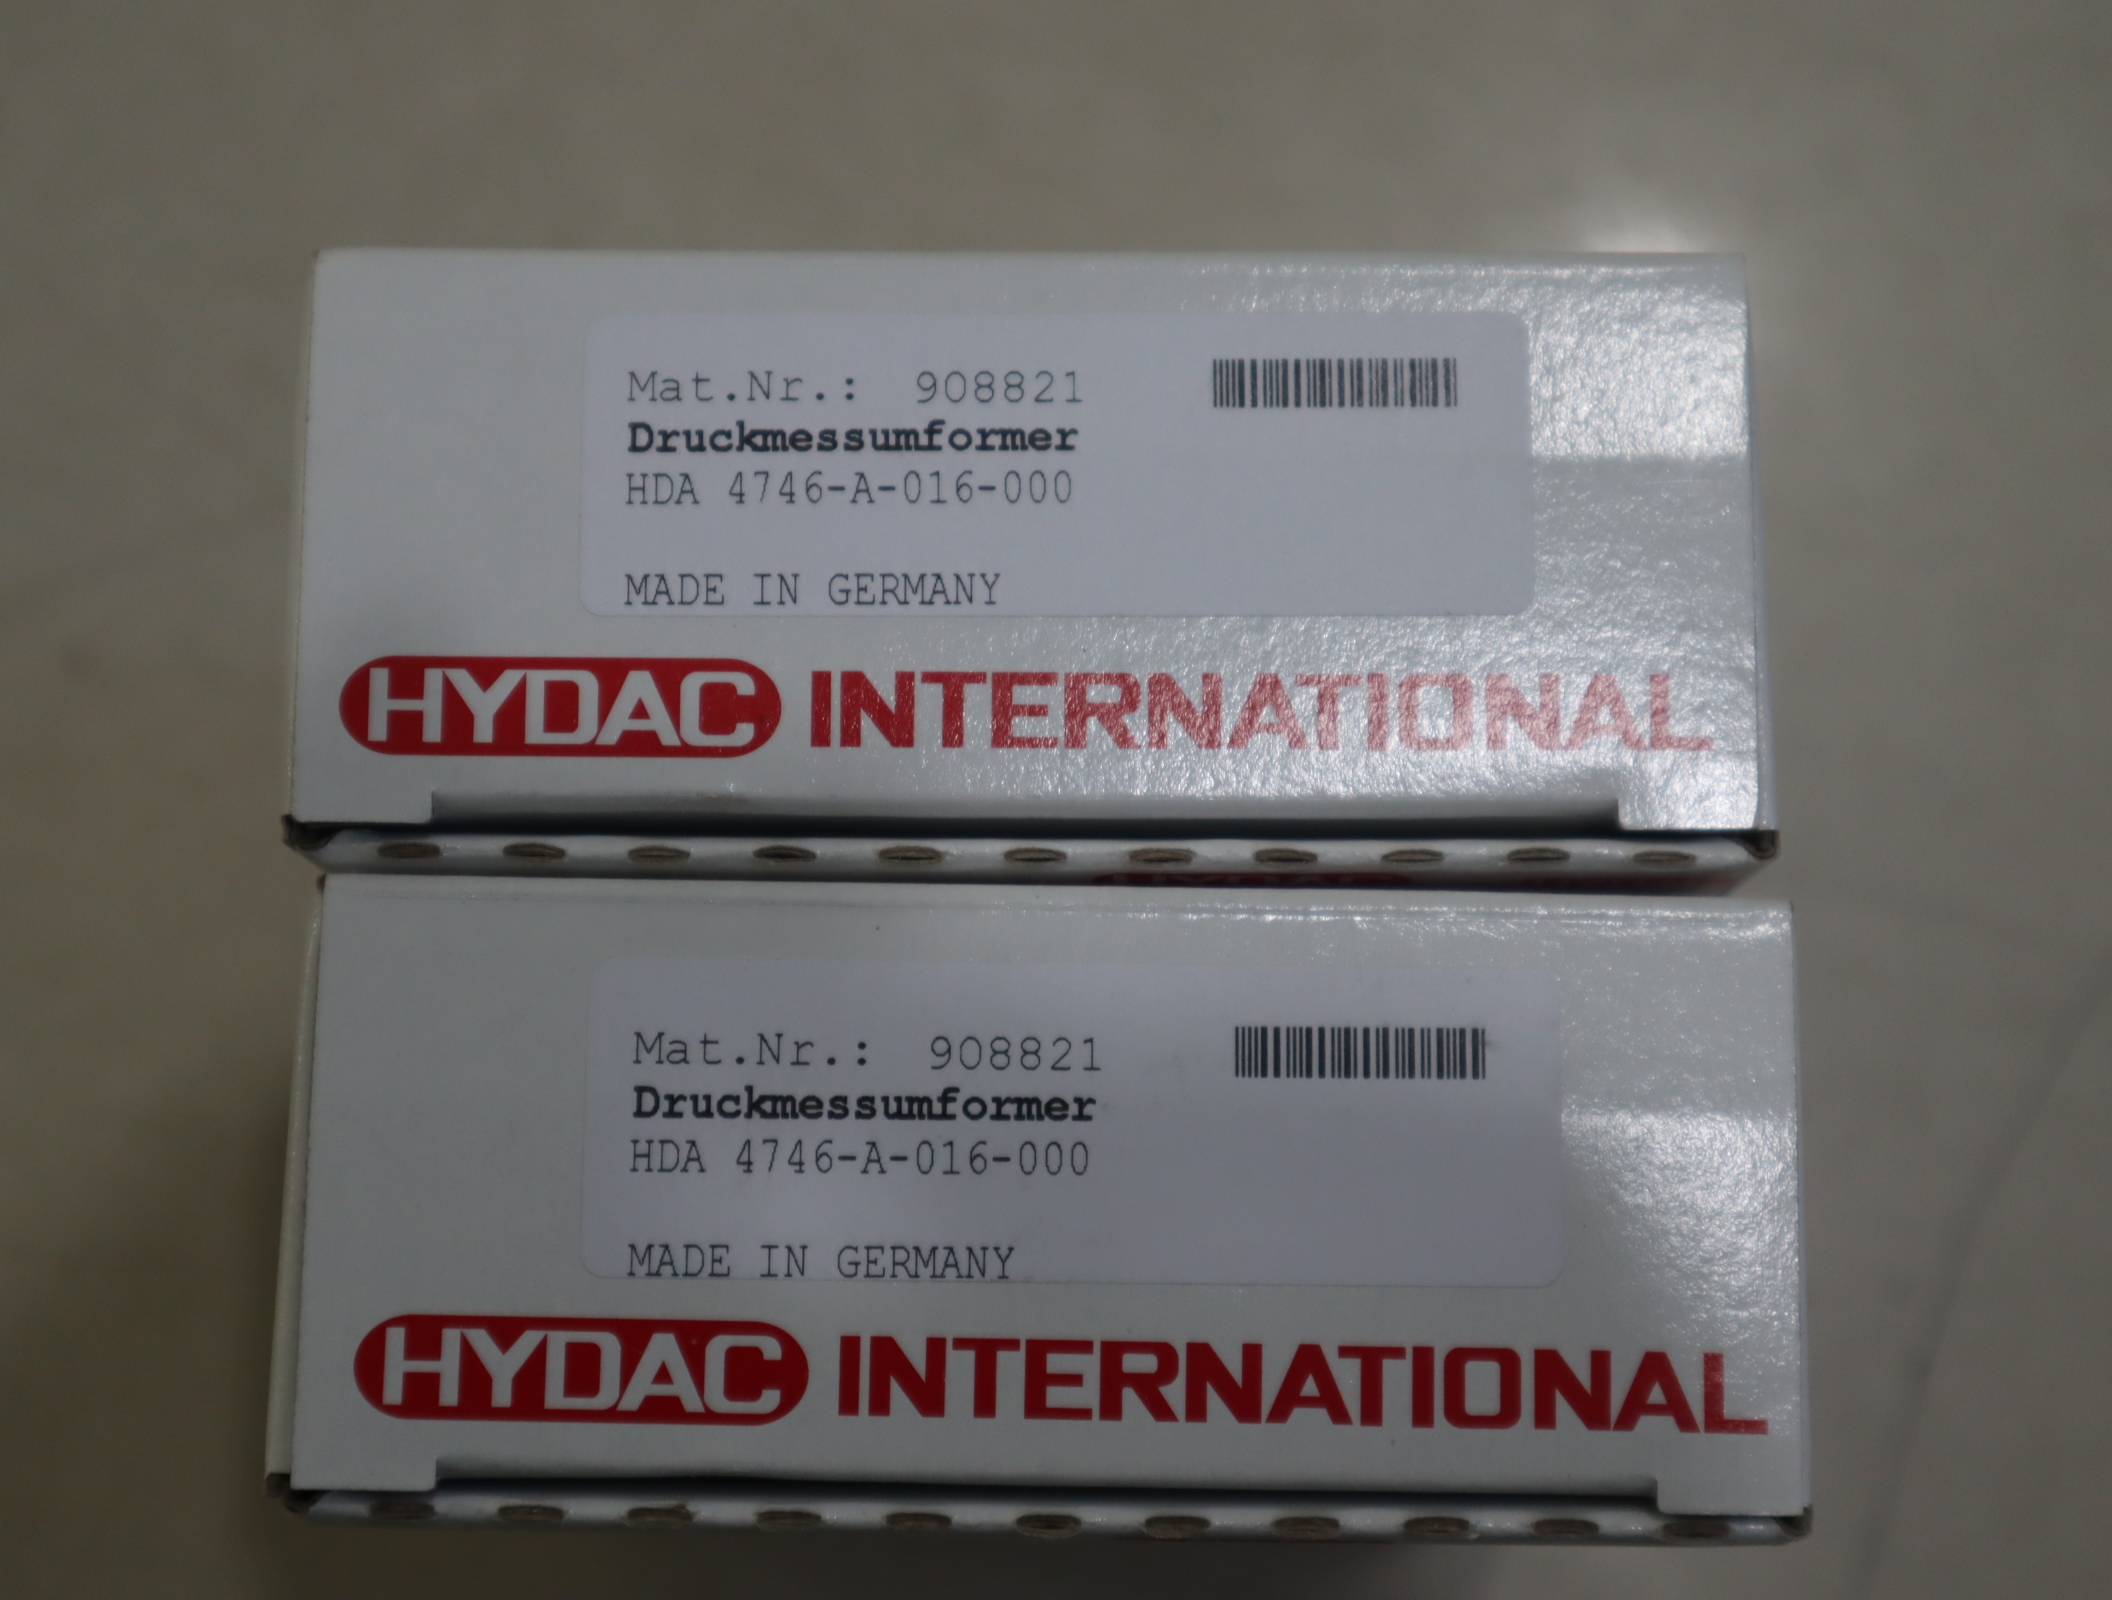 Mat.Nr.: 908821
Druckmessumformer
HDA 4746-A-016-000
MADE IN GERMANY
HYDAC INTERNATIONAL
HYDAC
Mat.Nr.: 908821
Druckmessumformer
HDA 4746-A-016-000
MADE IN GERMANY
HYDAC INTERNATIONAL